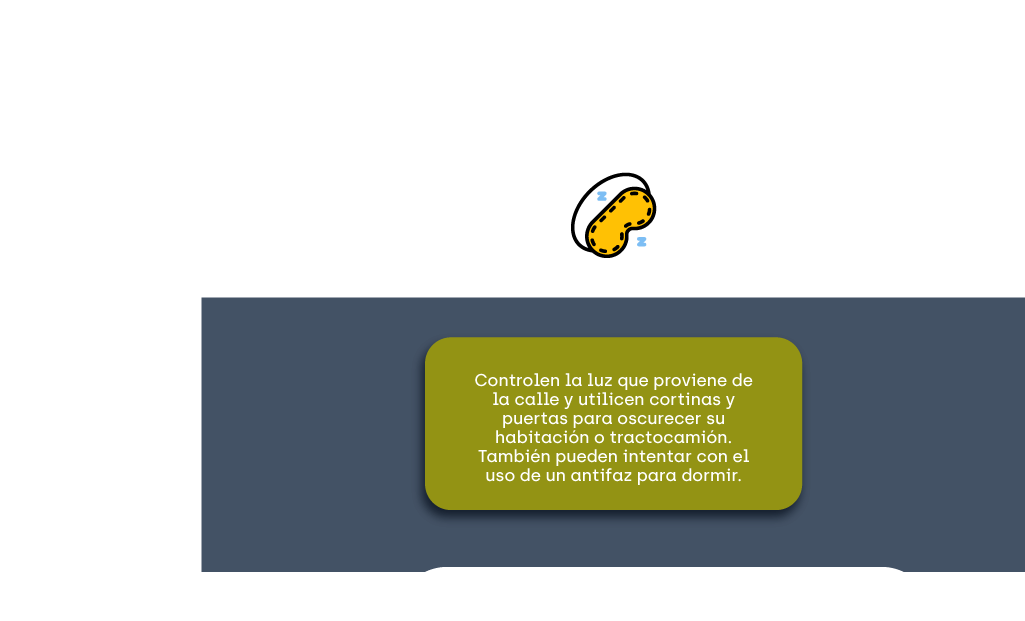 z
z
Controlen la luz que proviene de
la calle y utilicen cortinas y
puertas para oscurecer su
habitación o tractocamión.
También pueden intentar con el
uso de un antifaz para dormir.